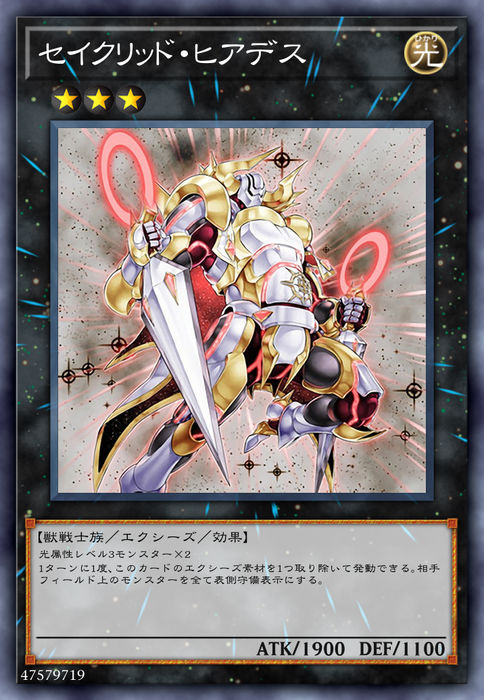 セイクリッド・ヒアデス
ひかり
光
【獣戦士族／エクシーズ／効果】
光属性レベル3モンスター×2
1ターンに1度、このカードのエクシーズ素材を1つ取り除いて発動できる。相手
フィールド上のモンスターを全て表側守備表示にする。
ATK/1900 DEF/1100
47579719